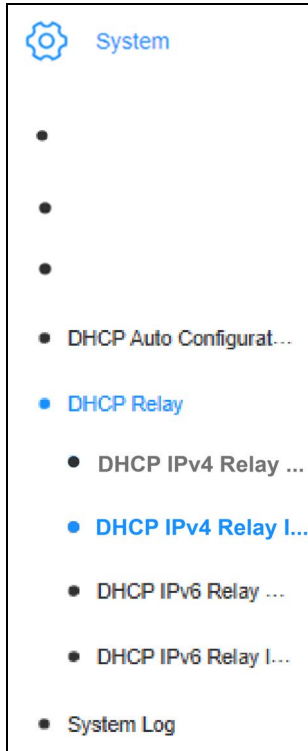 System
DHCP Auto Configurat...
DHCP Relay
DHCP IPv4 Relay ...
DHCP IPv4 Relay I...
DHCP IPv6 Relay ...
DHCP IPv6 Relay I...
System Log